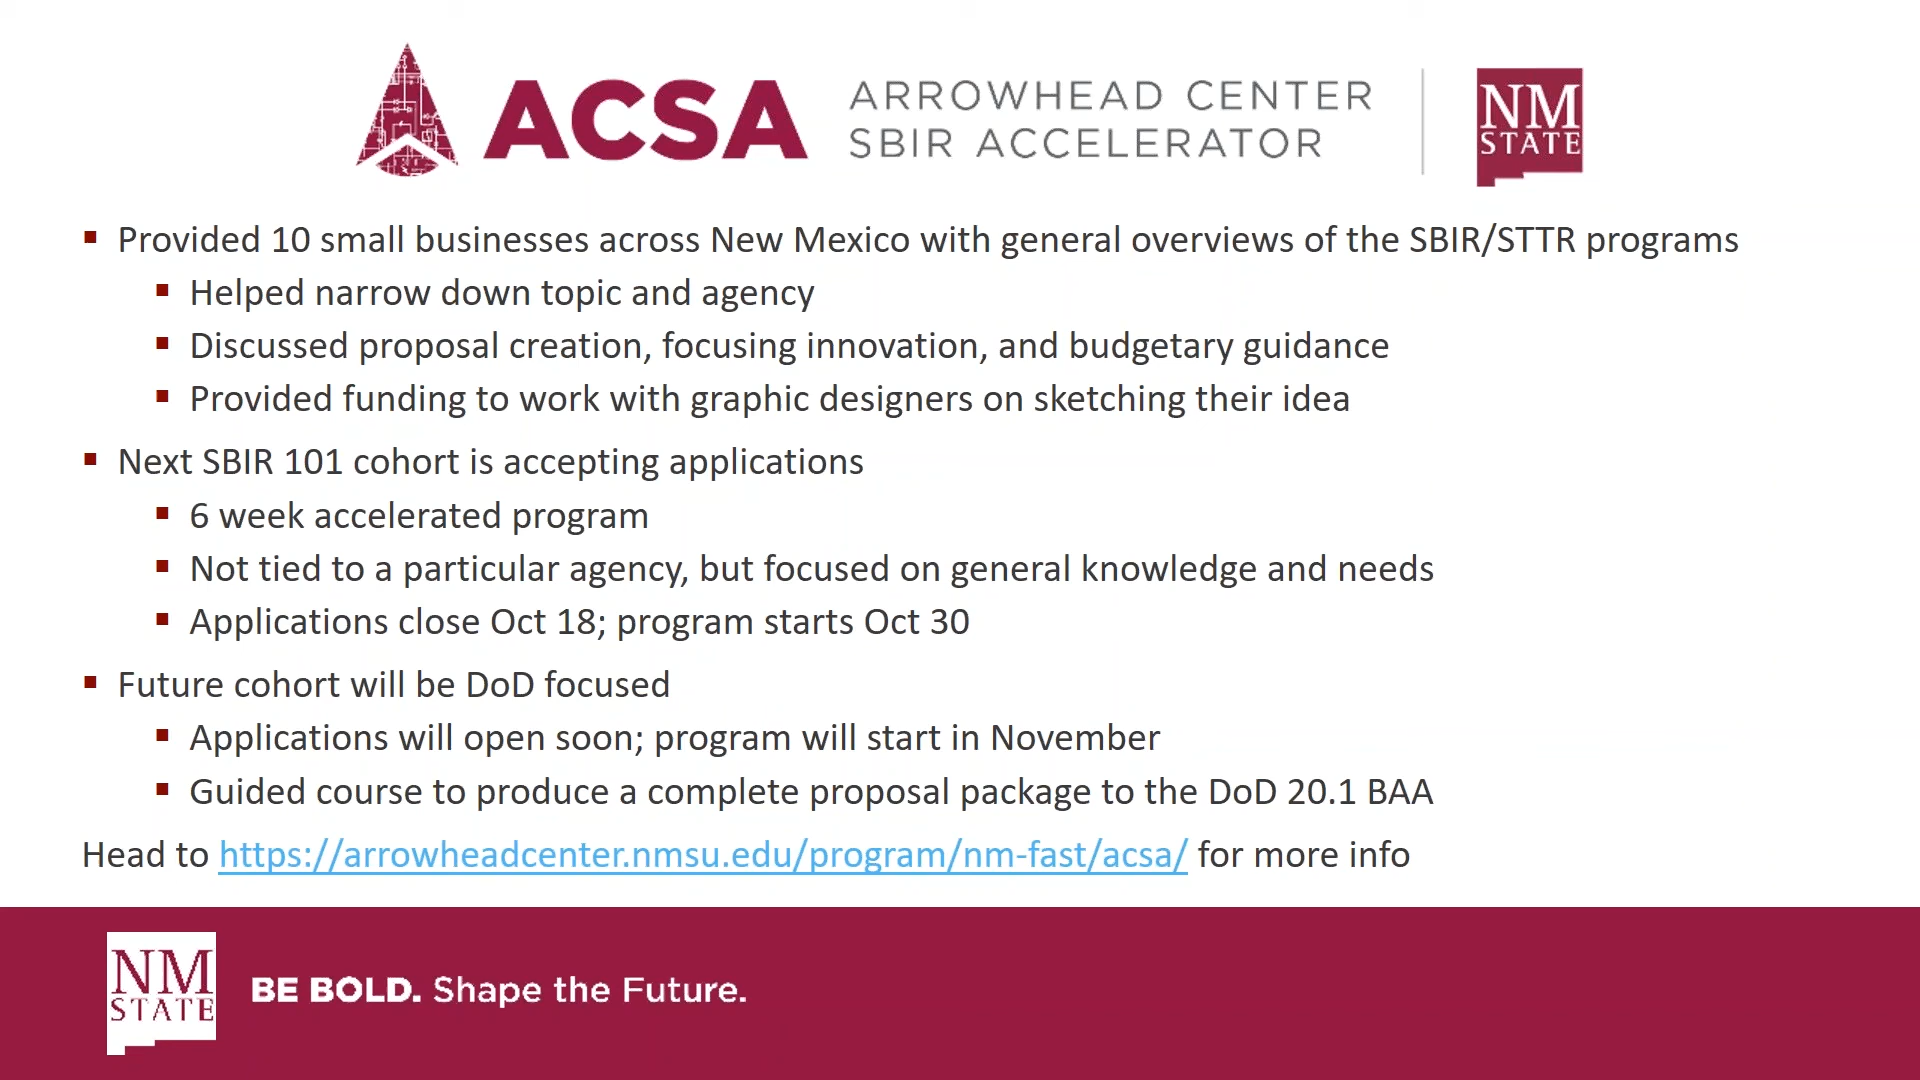 ACSA
ARROWHEAD CENTER
SBIR ACCELERATOR
NM
STATE
▪ Provided 10 small businesses across New Mexico with general overviews of the SBIR/STTR programs
▪ Helped narrow down topic and agency
▪ Discussed proposal creation, focusing innovation, and budgetary guidance
▪ Provided funding to work with graphic designers on sketching their idea
▪ Next SBIR 101 cohort is accepting applications
▪ 6 week accelerated program
▪ Not tied to a particular agency, but focused on general knowledge and needs
▪ Applications close Oct 18; program starts Oct 30
▪ Future cohort will be DoD focused
▪ Applications will open soon; program will start in November
▪ Guided course to produce a complete proposal package to the DoD 20.1 BAA
Head to https://arrowheadcenter.nmsu.edu/program/nm-fast/acsa/ for more info
NM
STATE
BE BOLD. Shape the Future.